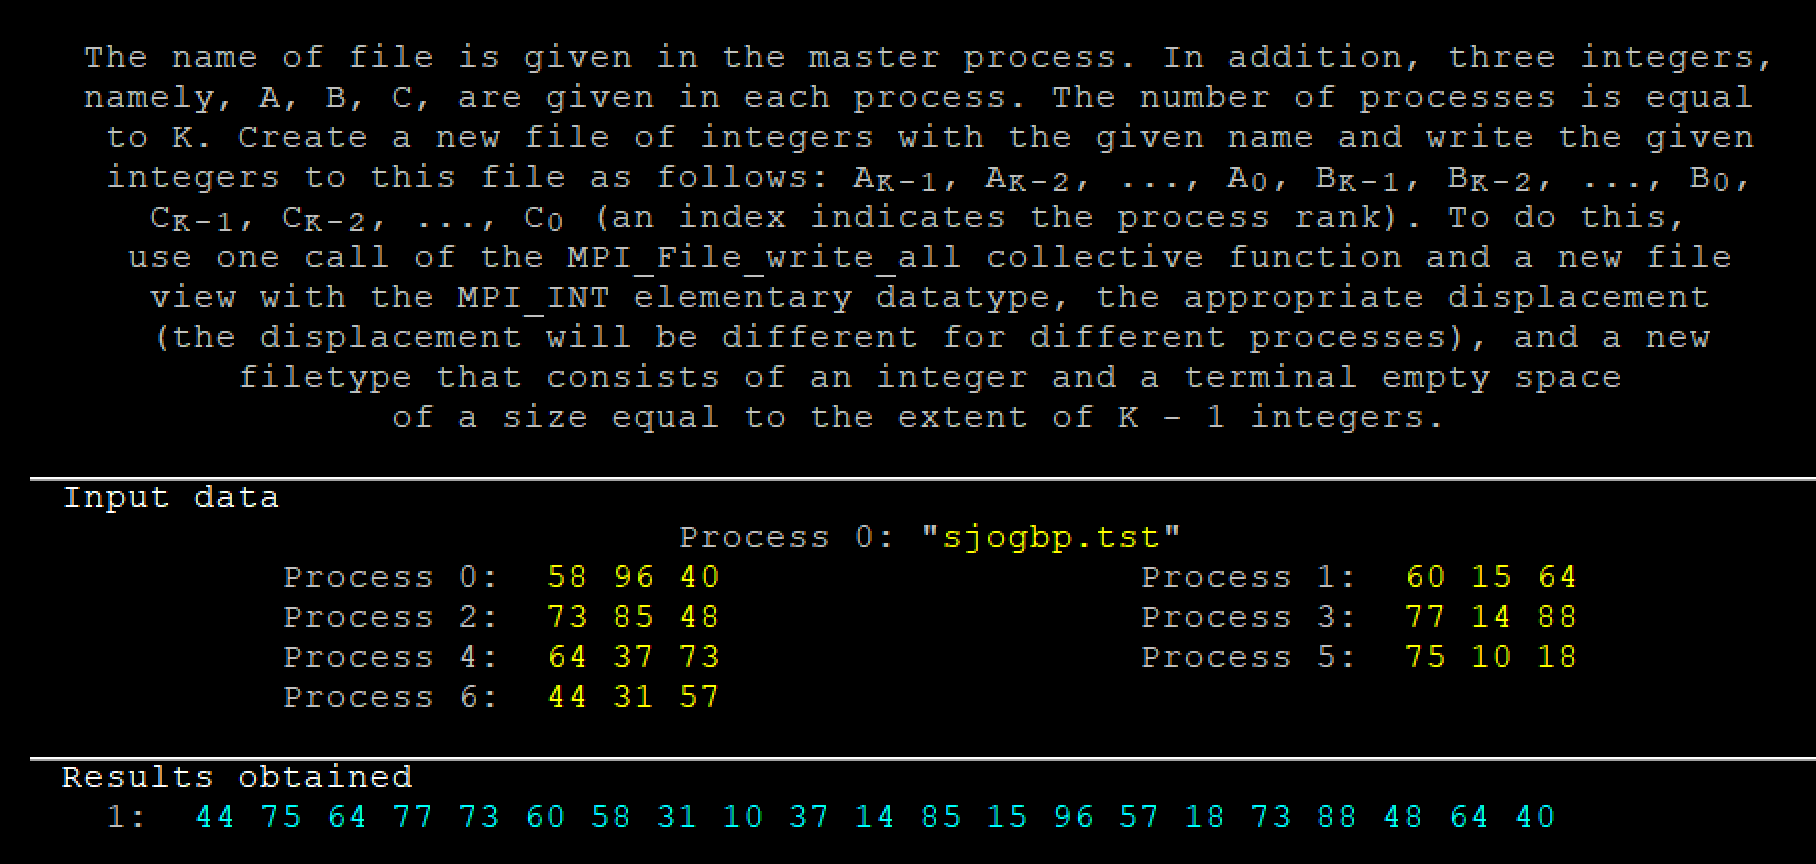 The name of file is given in the master process. In addition, three integers,
namely, A, B, C, are given in each process. The number of processes is equal
to K. Create a new file of integers with the given name and write the given
integers to this file as follows: Aᴋ₋₁, Aᴋ₋₂, ..., A₀, Bᴋ₋₁, Bᴋ₋₂, ..., B₀,
Cᴋ₋₁, Cᴋ₋₂, ..., C₀ (an index indicates the process rank). To do this,
use one call of the MPI_File_write_all collective function and a new file
view with the MPI_INT elementary datatype, the appropriate displacement
(the displacement will be different for different processes), and a new
filetype that consists of an integer and a terminal empty space
of a size equal to the extent of K - 1 integers.
Input data
Process 0: "sjogbp.tst"
Process 0: 58 96 40 Process 1: 60 15 64
Process 2: 73 85 48 Process 3: 77 14 88
Process 4: 64 37 73 Process 5: 75 10 18
Process 6: 44 31 57
Results obtained
1: 44 75 64 77 73 60 58 31 10 37 14 85 15 96 57 18 73 88 48 64 40